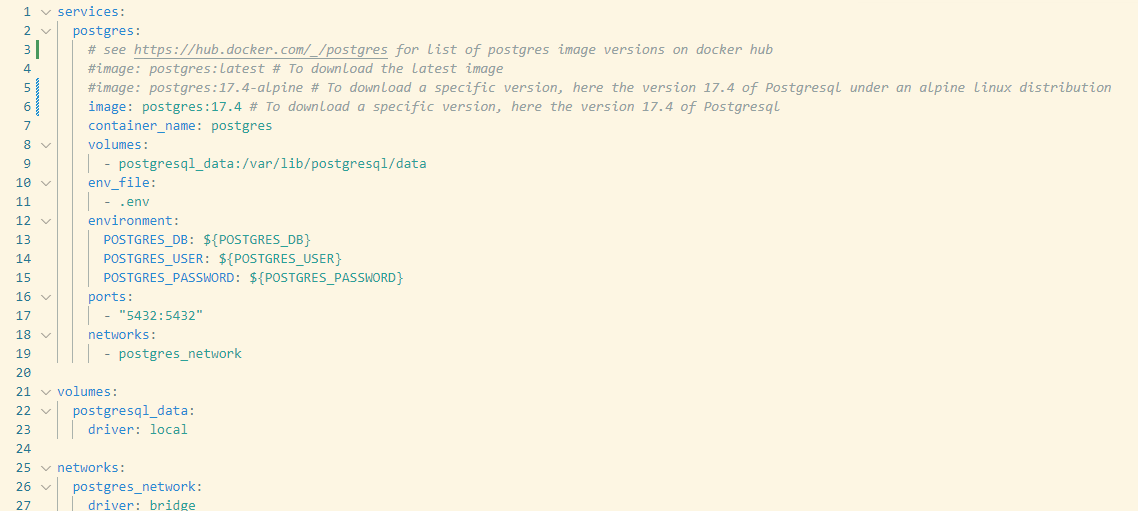 1 services:
2 postgres:
3 # see https://hub.docker.com/_/postgres for list of postgres image versions on docker hub
4 #image: postgres:latest # To download the latest image
5 #image: postgres:17.4-alpine # To download a specific version, here the version 17.4 of Postgresql under an alpine linux distribution
6 image: postgres:17.4 # To download a specific version, here the version 17.4 of Postgresql
7 container_name: postgres
8 volumes:
9 - postgresql_data:/var/lib/postgresql/data
10 env_file:
11 - .env
12 environment:
13 POSTGRES_DB: ${POSTGRES_DB}
14 POSTGRES_USER: ${POSTGRES_USER}
15 POSTGRES_PASSWORD: ${POSTGRES_PASSWORD}
16 ports:
17 - "5432:5432"
18 networks:
19 - postgres_network
20
21 volumes:
22 postgresql_data:
23 driver: local
24
25 networks:
26 postgres_network:
27 driver: bridge